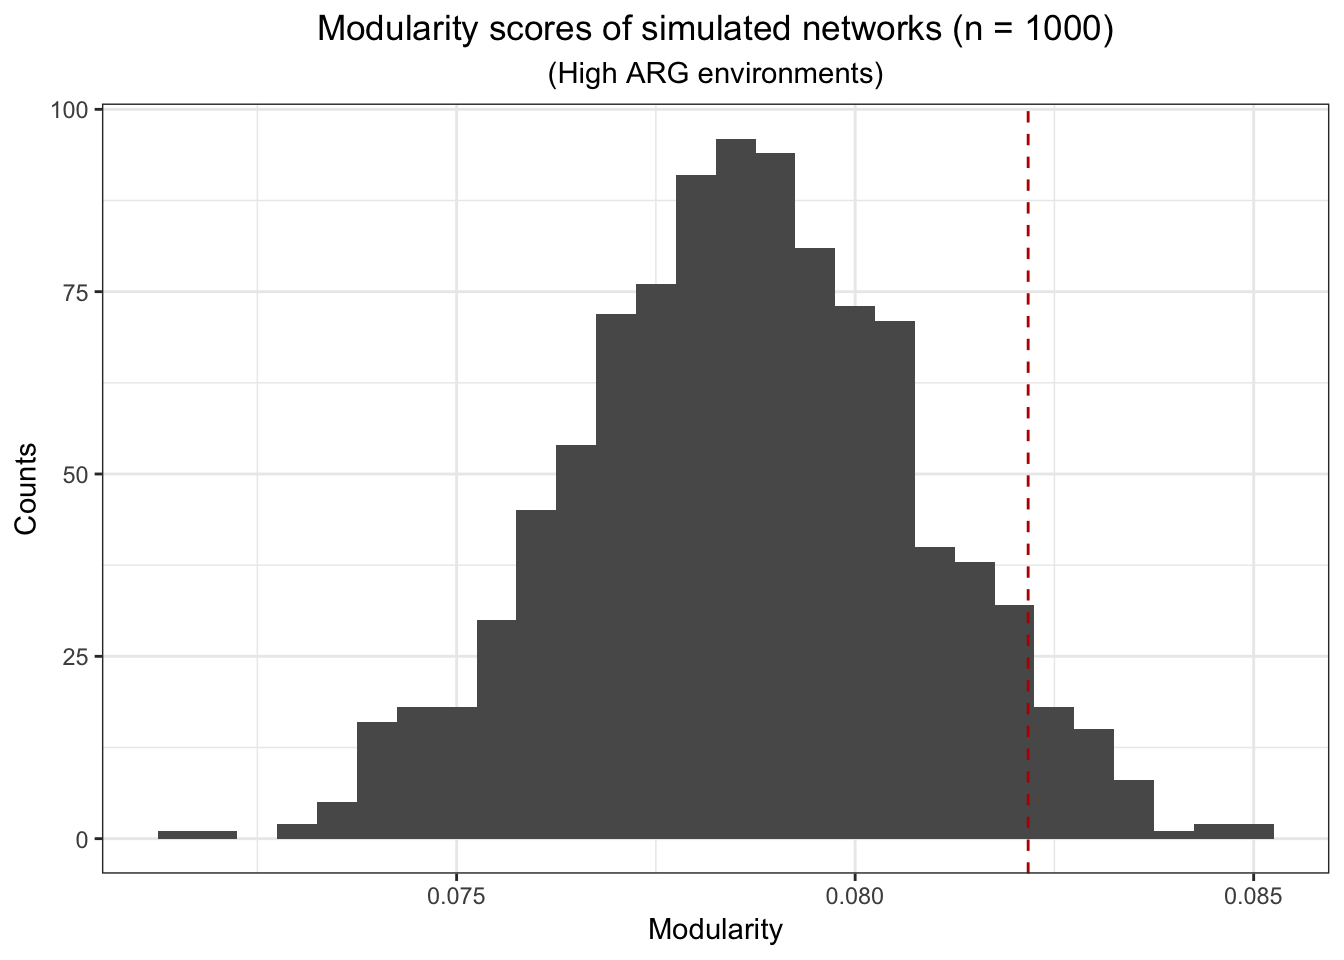 Modularity scores of simulated networks (n = 1000)
(High ARG environments)
100
75
50
25
0
Counts
0.075
0.080
0.085
Modularity